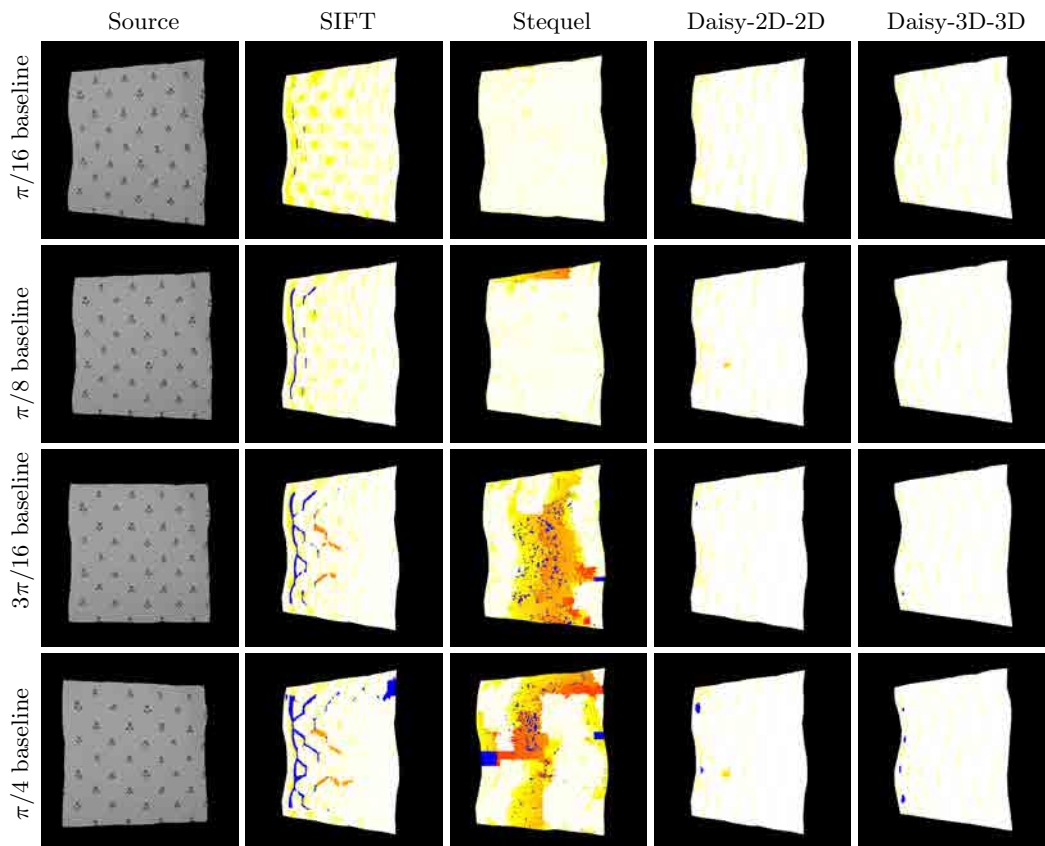 Source SIFT Stequel Daisy-2D-2D Daisy-3D-3D
π/16 baseline
π/8 baseline
3π/16 baseline
π/4 baseline